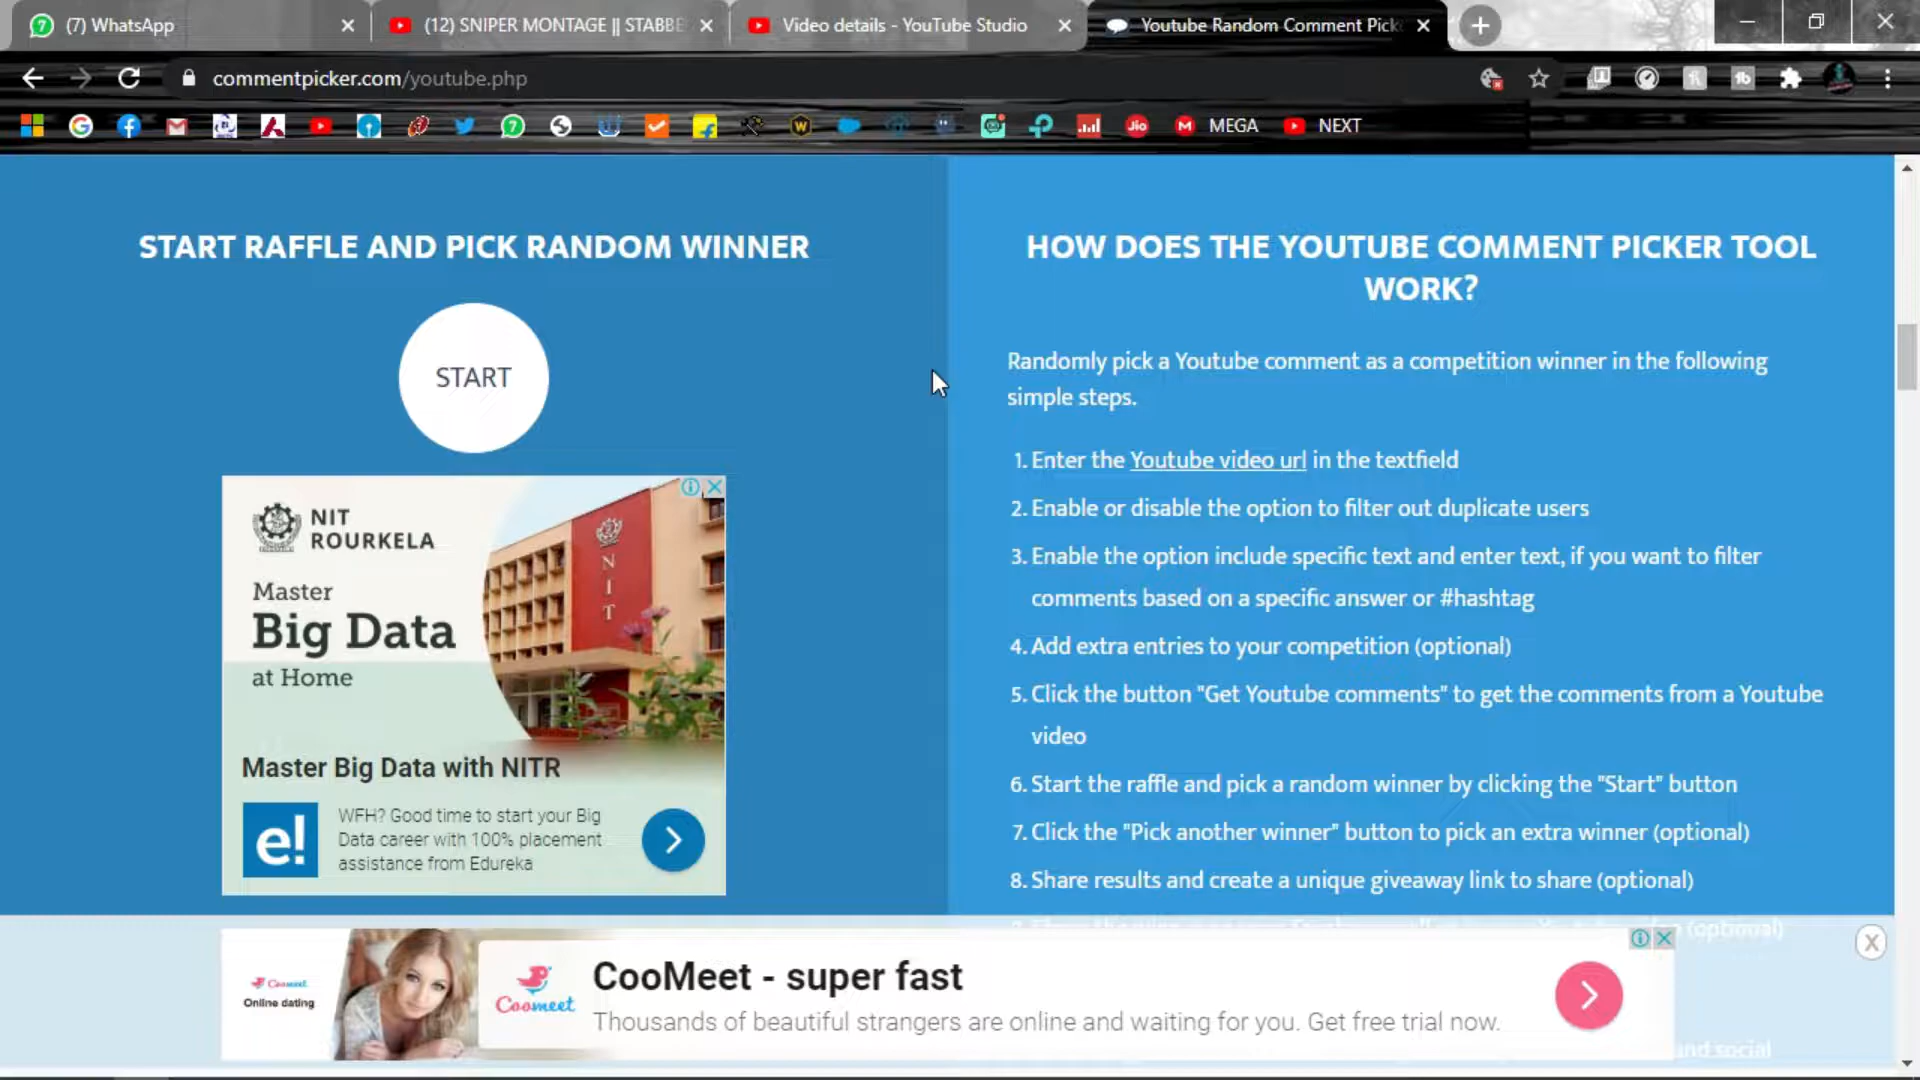 (7) WhatsApp
(12) SNIPER MONTAGE || STABBE
Video details - YouTube Studio
Youtube Random Comment Pick
commentpicker.com/youtube.php
MEGA
NEXT
START RAFFLE AND PICK RANDOM WINNER
START
NIT
ROURKELA
Master
Big Data
at Home
NIT
Master Big Data with NITR
e!
WFH? Good time to start your Big
Data career with 100% placement
assistance from Edureka
HOW DOES THE YOUTUBE COMMENT PICKER TOOL
WORK?
Randomly pick a Youtube comment as a competition winner in the following
simple steps.
1. Enter the Youtube video url in the textfield
2. Enable or disable the option to filter out duplicate users
3. Enable the option include specific text and enter text, if you want to filter
comments based on a specific answer or #hashtag
4. Add extra entries to your competition (optional)
5. Click the button "Get Youtube comments" to get the comments from a Youtube
video
6. Start the raffle and pick a random winner by clicking the "Start" button
7. Click the "Pick another winner" button to pick an extra winner (optional)
8. Share results and create a unique giveaway link to share (optional)
(optional)
Coomeet
Online dating
Coomeet
CooMeet - super fast
Thousands of beautiful strangers are online and waiting for you. Get free trial now.
and social